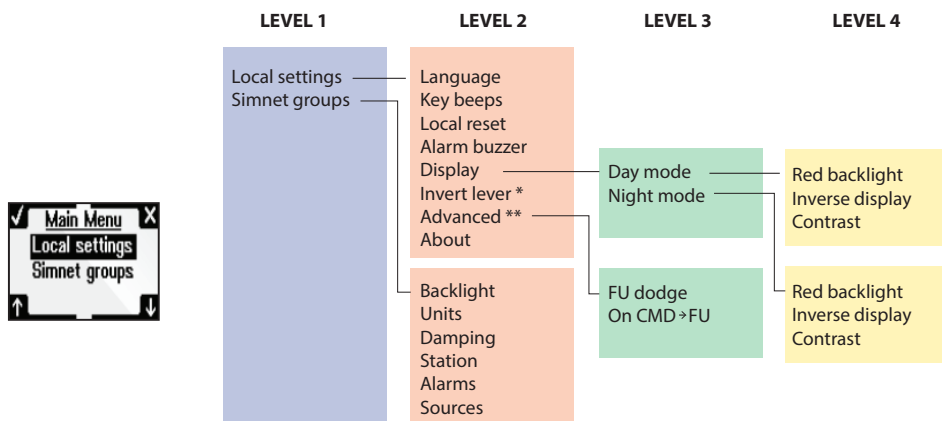 LEVEL 1 LEVEL 2 LEVEL 3 LEVEL 4
Local settings
Simnet groups
Language
Key beeps
Local reset
Alarm buzzer
Display
Invert lever *
Advanced **
About
Day mode
Night mode
Red backlight
Inverse display
Contrast
Main Menu
Local settings
Simnet groups
Backlight
Units
Damping
Station
Alarms
Sources
FU dodge
On CMD→FU
Red backlight
Inverse display
Contrast